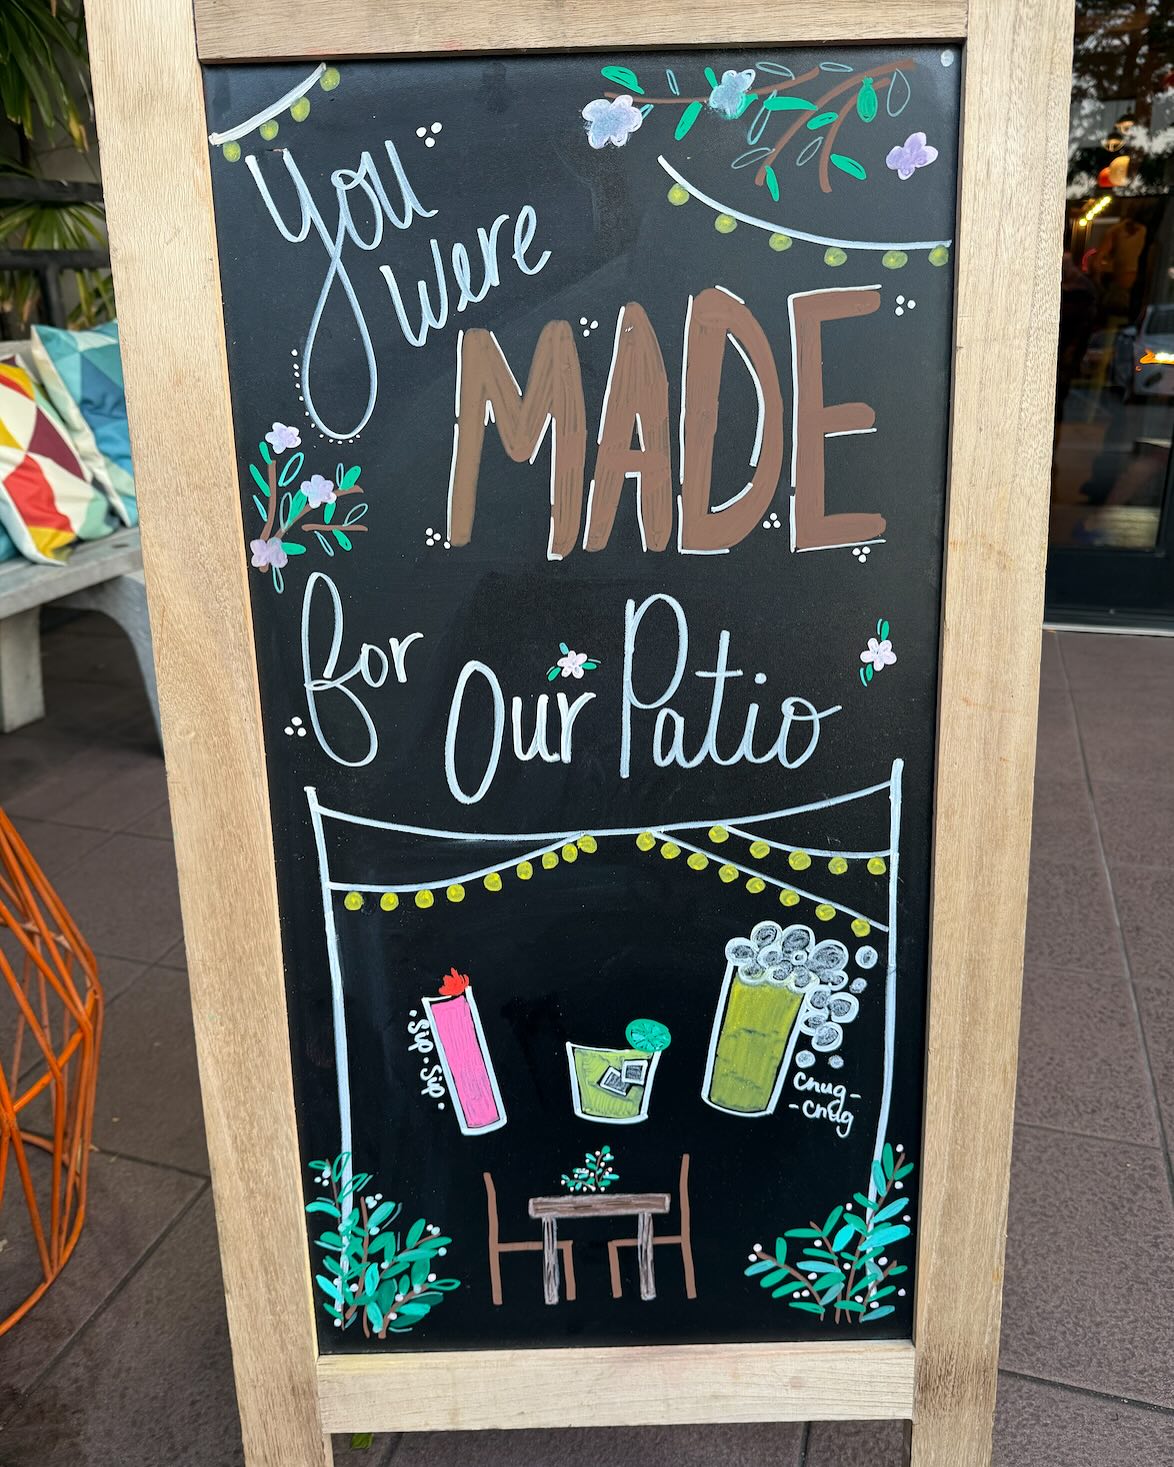 You
were
MADE
for our Patio
. Sip . Sip .
Chug-
-Chug